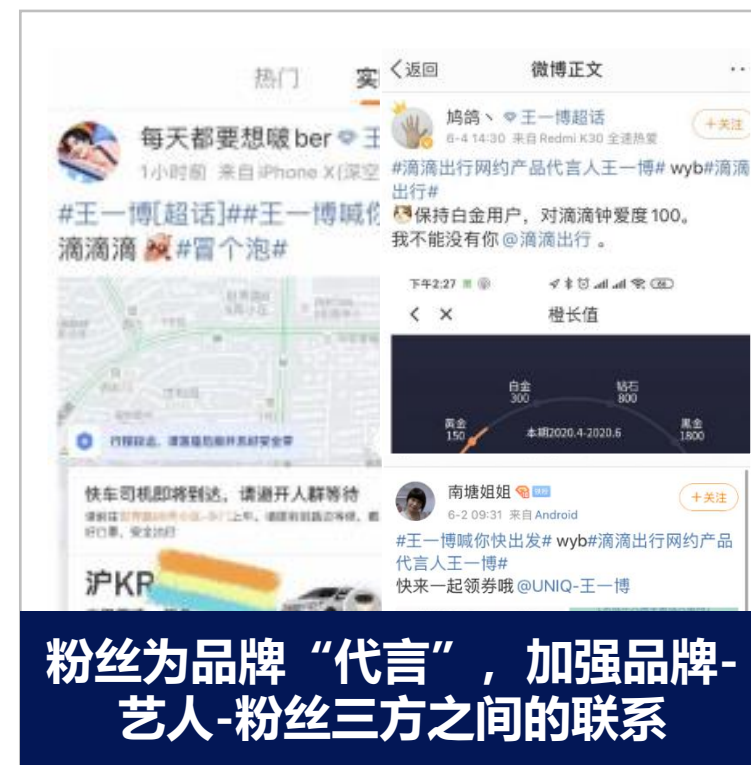 热门 实
每天都要想啵ber 王
1小时前 来自 iPhone X(深空
#王一博[超话]##王一博喊你
滴滴滴 #冒个泡#
快车司机即将到达，请避开人群等待
沪KR
返回 微博正文 ..
鸠鸽丶 王一博超话
+关注
6-4 14:30 来自 Redmi K30 全速热爱
#滴滴出行网约产品代言人王一博# wyb#滴滴
出行#
保持白金用户，对滴滴钟爱度100。
我不能没有你@滴滴出行 。
下午2:27
橙长值
白金
300
钻石
800
黄金
150
本期2020.4-2020.6
黑金
1800
南塘姐姐
+关注
6-2 09:31 来自 Android
#王一博喊你快出发# wyb#滴滴出行网约产品
代言人王一博#
快来一起领券哦@UNIQ-王一博
粉丝为品牌“代言”，加强品牌-
艺人-粉丝三方之间的联系